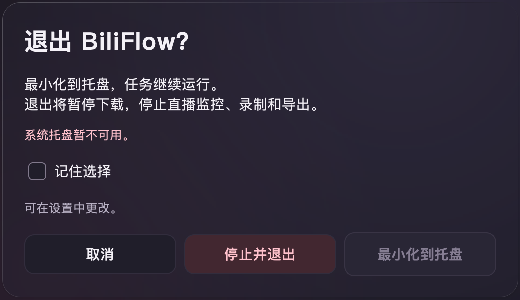 退出 BiliFlow?
最小化到托盘，任务继续运行。
退出将暂停下载，停止直播监控、录制和导出。
系统托盘暂不可用。
记住选择
可在设置中更改。
取消
停止并退出
最小化到托盘